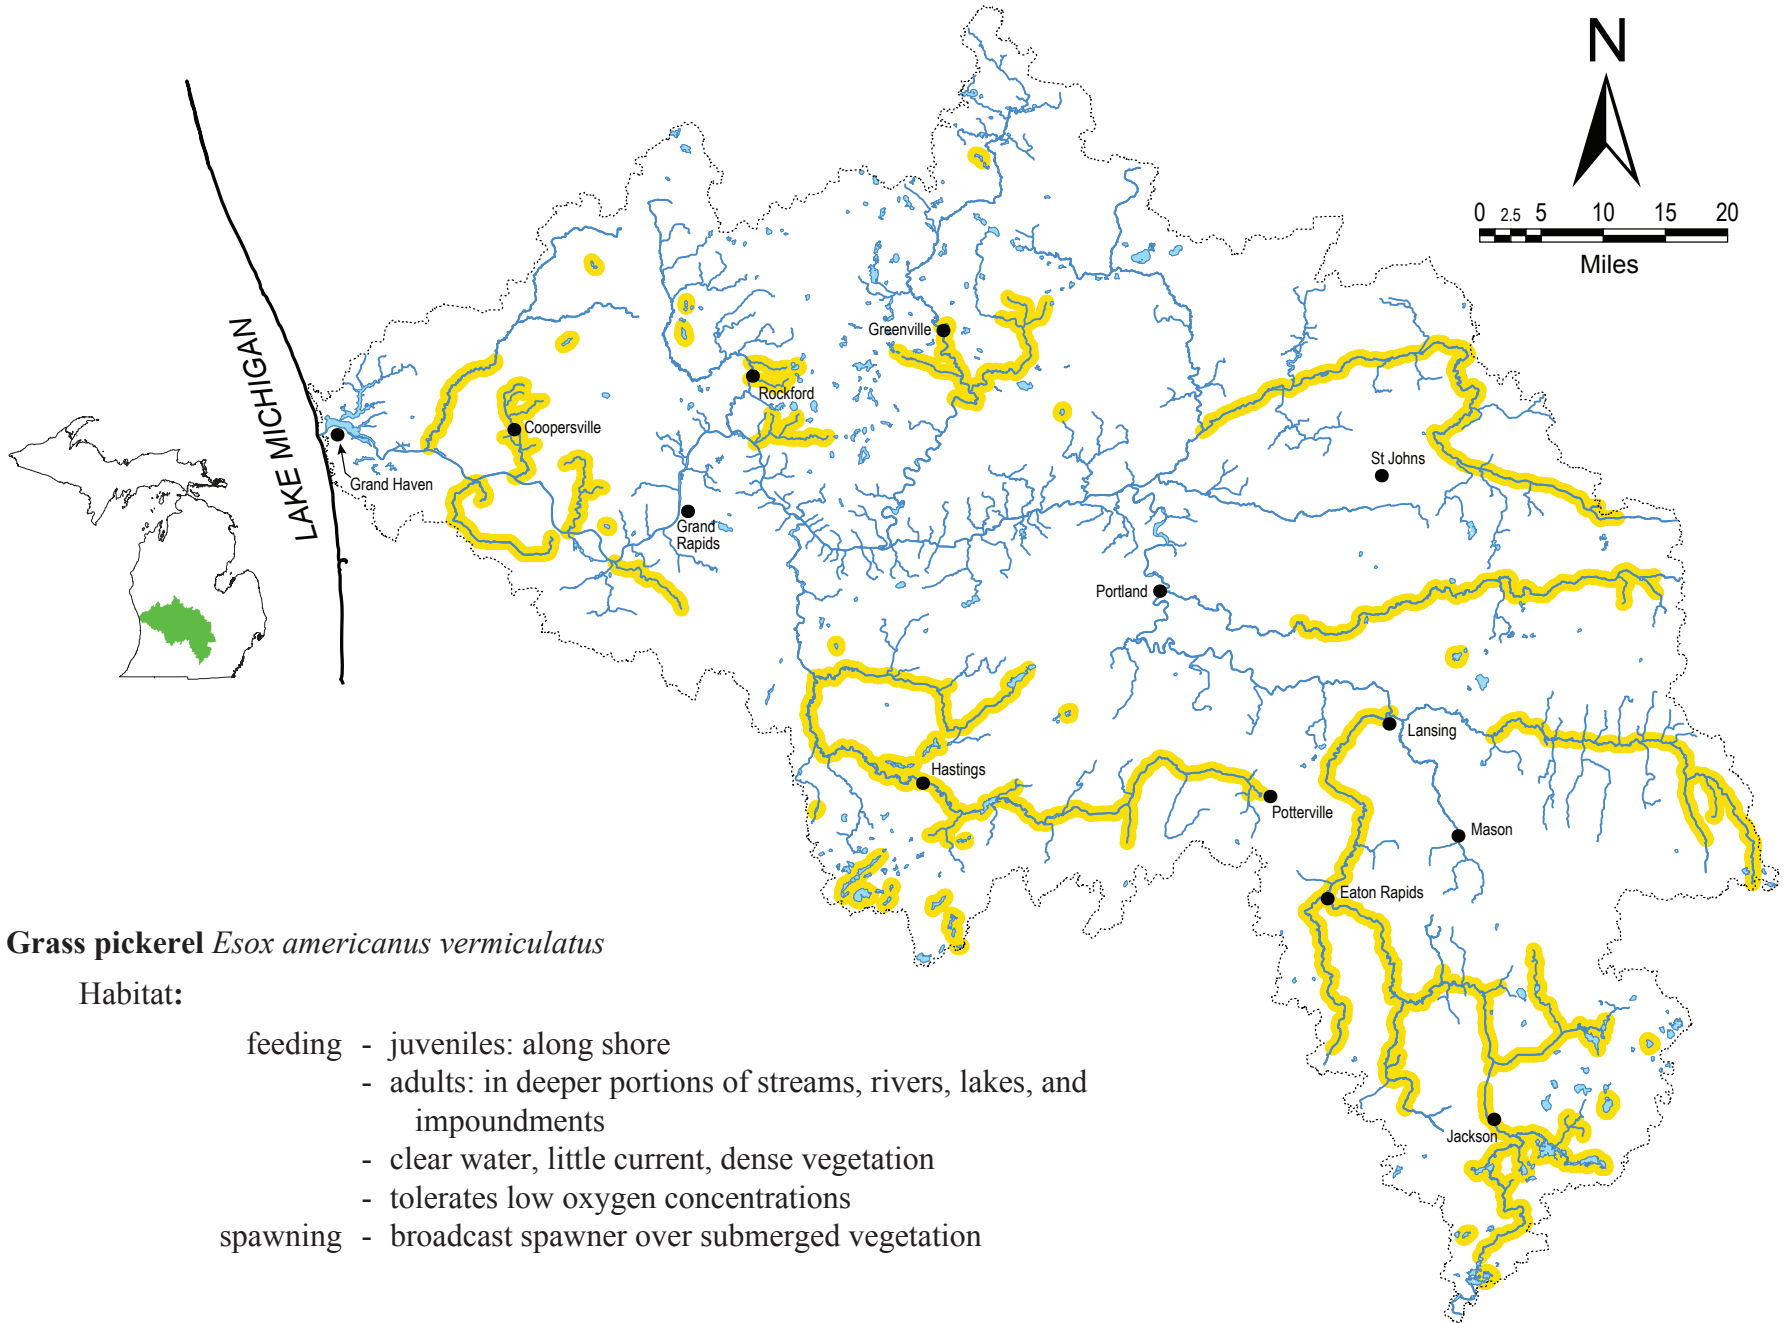 N
0 2.5 5 10 15 20
Miles
LAKE MICHIGAN
Greenville
Rockford
Coopersville
Grand Haven
St Johns
Grand
Rapids
Portland
Lansing
Hastings
Potterville
Mason
Eaton Rapids
Jackson
Grass pickerel Esox americanus vermiculatus
Habitat:
feeding - juveniles: along shore
- adults: in deeper portions of streams, rivers, lakes, and
impoundments
- clear water, little current, dense vegetation
- tolerates low oxygen concentrations
spawning - broadcast spawner over submerged vegetation